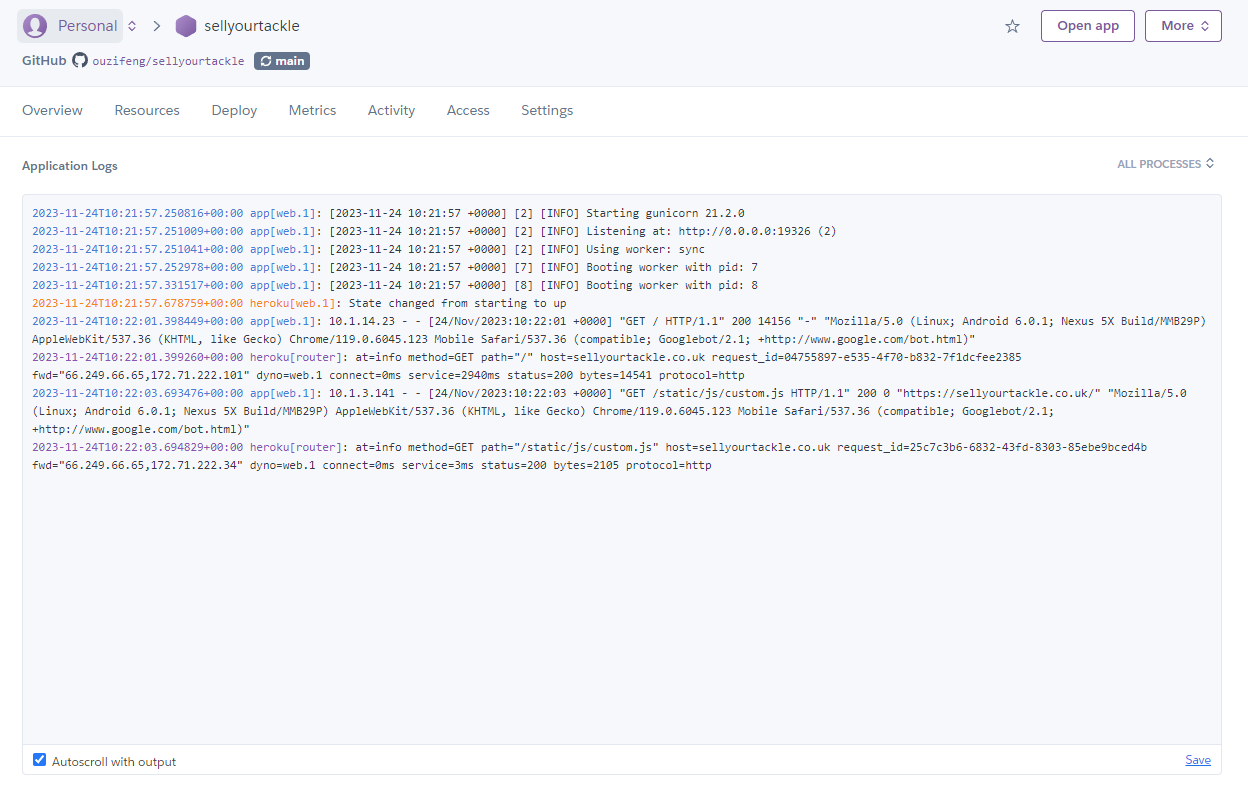 Personal sellyourtackle Open app More
GitHub ouzifeng/sellyourtackle main
Overview Resources Deploy Metrics Activity Access Settings
Application Logs ALL PROCESSES
2023-11-24T10:21:57.250816+00:00 app[web.1]: [2023-11-24 10:21:57 +0000] [2] [INFO] Starting gunicorn 21.2.0
2023-11-24T10:21:57.251009+00:00 app[web.1]: [2023-11-24 10:21:57 +0000] [2] [INFO] Listening at: http://0.0.0.0:19326 (2)
2023-11-24T10:21:57.251041+00:00 app[web.1]: [2023-11-24 10:21:57 +0000] [2] [INFO] Using worker: sync
2023-11-24T10:21:57.252978+00:00 app[web.1]: [2023-11-24 10:21:57 +0000] [7] [INFO] Booting worker with pid: 7
2023-11-24T10:21:57.331517+00:00 app[web.1]: [2023-11-24 10:21:57 +0000] [8] [INFO] Booting worker with pid: 8
2023-11-24T10:21:57.678759+00:00 heroku[web.1]: State changed from starting to up
2023-11-24T10:22:01.398449+00:00 app[web.1]: 10.1.14.23 - - [24/Nov/2023:10:22:01 +0000] "GET / HTTP/1.1" 200 14156 "-" "Mozilla/5.0 (Linux; Android 6.0.1; Nexus 5X Build/MMB29P)
AppleWebKit/537.36 (KHTML, like Gecko) Chrome/119.0.6045.123 Mobile Safari/537.36 (compatible; Googlebot/2.1; +http://www.google.com/bot.html)"
2023-11-24T10:22:01.399260+00:00 heroku[router]: at=info method=GET path="/" host=sellyourtackle.co.uk request_id=04755897-e535-4f70-b832-7f1dcfee2385
fwd="66.249.66.65,172.71.222.101" dyno=web.1 connect=0ms service=2940ms status=200 bytes=14541 protocol=http
2023-11-24T10:22:03.693476+00:00 app[web.1]: 10.1.3.141 - - [24/Nov/2023:10:22:03 +0000] "GET /static/js/custom.js HTTP/1.1" 200 0 "https://sellyourtackle.co.uk/" "Mozilla/5.0
(Linux; Android 6.0.1; Nexus 5X Build/MMB29P) AppleWebKit/537.36 (KHTML, like Gecko) Chrome/119.0.6045.123 Mobile Safari/537.36 (compatible; Googlebot/2.1;
+http://www.google.com/bot.html)"
2023-11-24T10:22:03.694829+00:00 heroku[router]: at=info method=GET path="/static/js/custom.js" host=sellyourtackle.co.uk request_id=25c7c3b6-6832-43fd-8303-85ebe9bced4b
fwd="66.249.66.65,172.71.222.34" dyno=web.1 connect=0ms service=3ms status=200 bytes=2105 protocol=http
Autoscroll with output Save